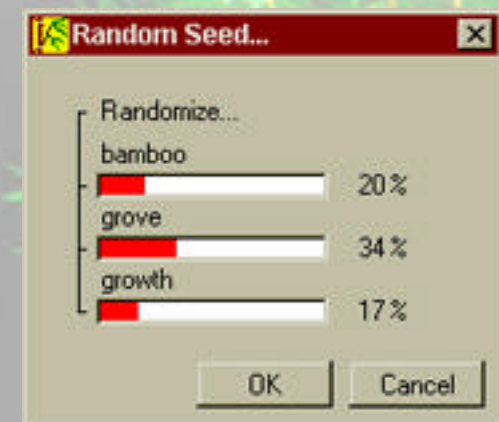 Random Seed...
Randomize...
bamboo
20%
grove
34%
growth
17%
OK Cancel